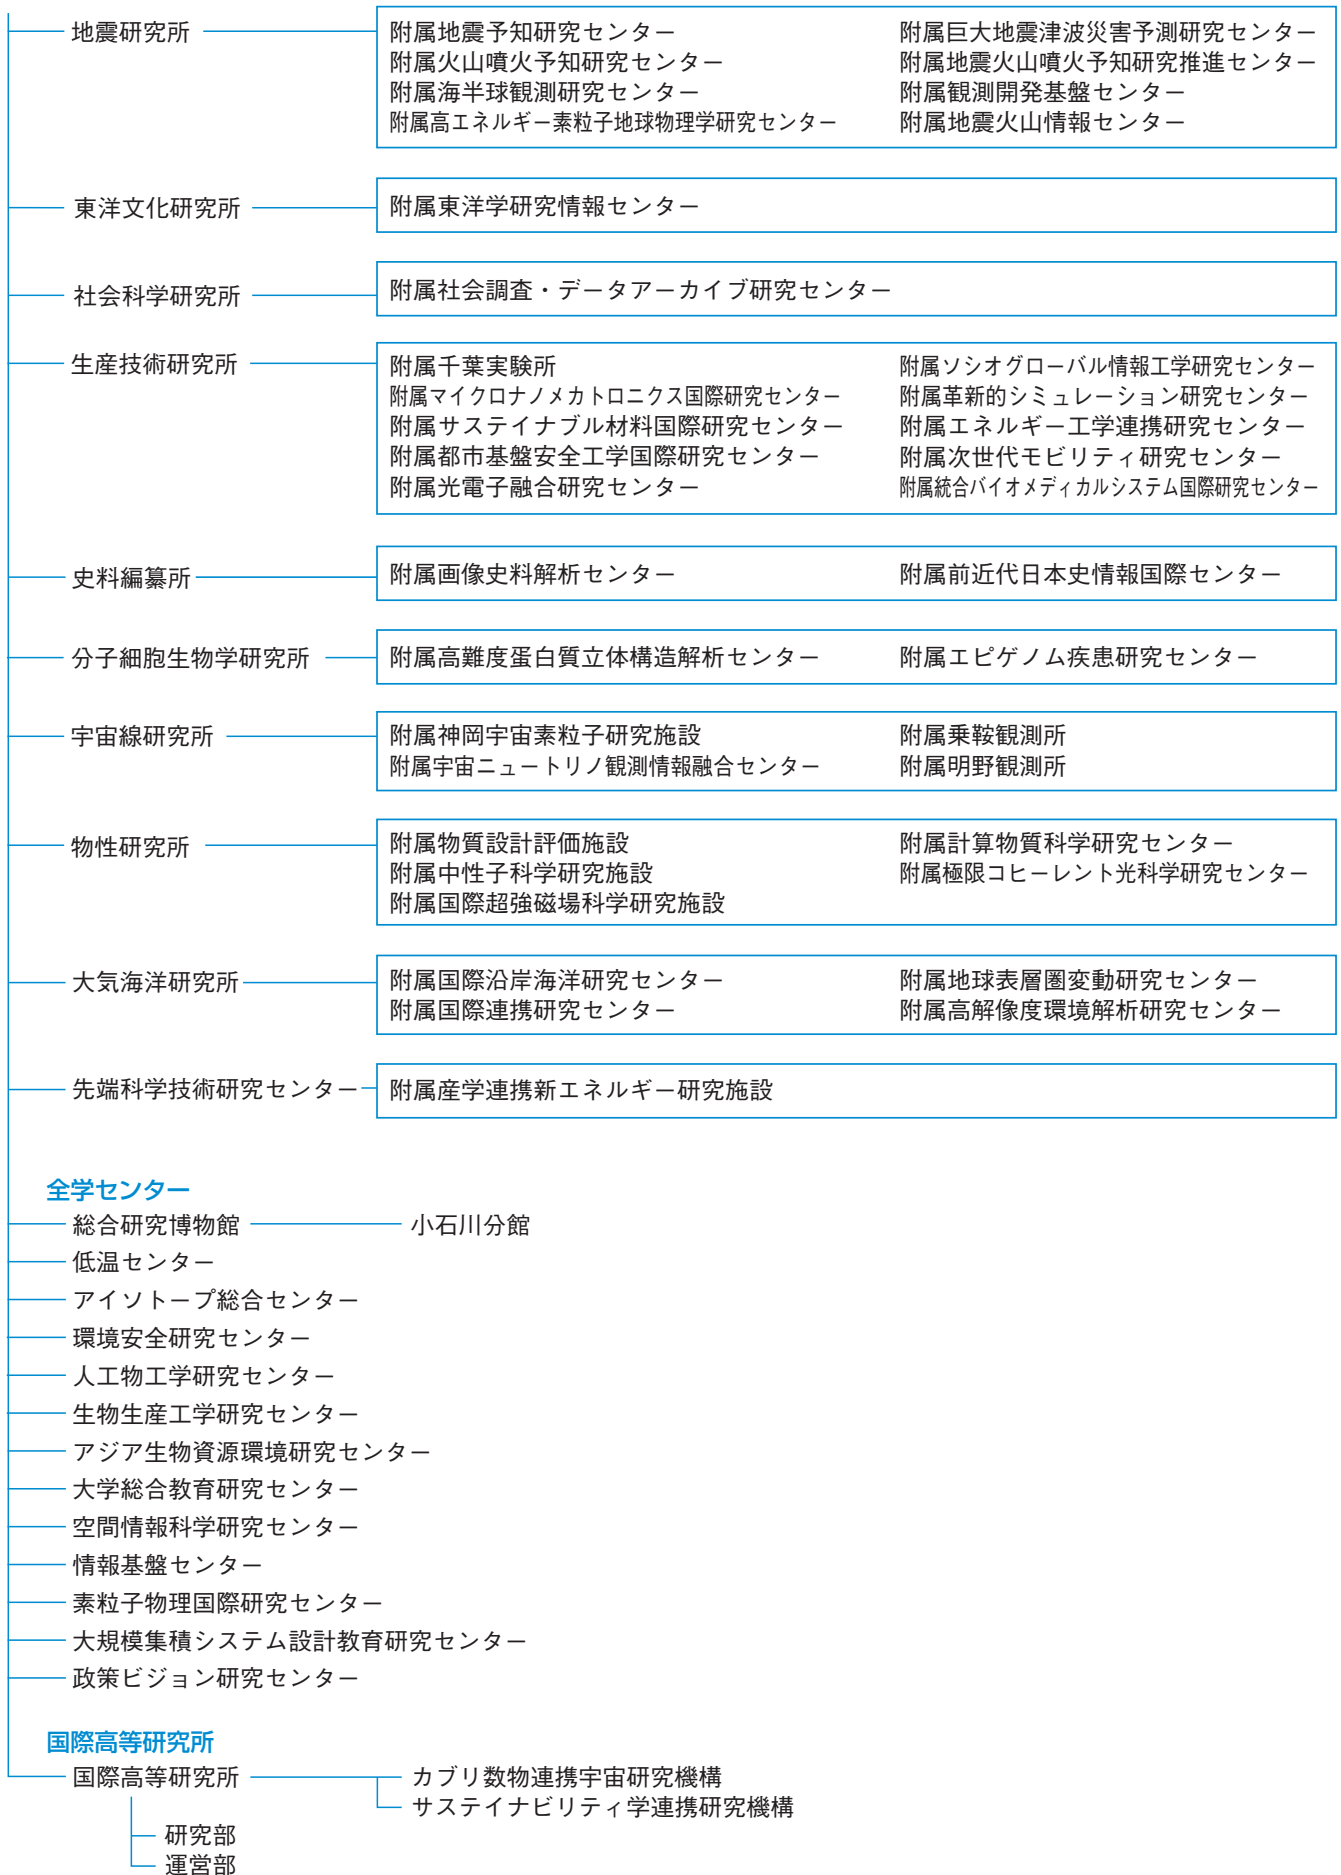 地震研究所
附属地震予知研究センター
附属巨大地震津波災害予測研究センター
附属火山噴火予知研究センター
附属地震火山噴火予知研究推進センター
附属海半球観測研究センター
附属観測開発基盤センター
附属高エネルギー素粒子地球物理学研究センター
附属地震火山情報センター
東洋文化研究所
附属東洋学研究情報センター
社会科学研究所
附属社会調査・データアーカイブ研究センター
生産技術研究所
附属千葉実験所
附属ソシオグローバル情報工学研究センター
附属マイクロナノメカトロニクス国際研究センター
附属革新的シミュレーション研究センター
附属サステイナブル材料国際研究センター
附属エネルギー工学連携研究センター
附属都市基盤安全工学国際研究センター
附属次世代モビリティ研究センター
附属光電子融合研究センター
附属統合バイオメディカルシステム国際研究センター
史料編纂所
附属画像史料解析センター
附属前近代日本史情報国際センター
分子細胞生物学研究所
附属高難度蛋白質立体構造解析センター
附属エピゲノム疾患研究センター
宇宙線研究所
附属神岡宇宙素粒子研究施設
附属乗鞍観測所
附属宇宙ニュートリノ観測情報融合センター
附属明野観測所
物性研究所
附属物質設計評価施設
附属計算物質科学研究センター
附属中性子科学研究施設
附属極限コヒーレント光科学研究センター
附属国際超強磁場科学研究施設
大気海洋研究所
附属国際沿岸海洋研究センター
附属地球表層圏変動研究センター
附属国際連携研究センター
附属高解像度環境解析研究センター
先端科学技術研究センター
附属産学連携新エネルギー研究施設
全学センター
総合研究博物館
小石川分館
低温センター
アイソトープ総合センター
環境安全研究センター
人工物工学研究センター
生物生産工学研究センター
アジア生物資源環境研究センター
大学総合教育研究センター
空間情報科学研究センター
情報基盤センター
素粒子物理国際研究センター
大規模集積システム設計教育研究センター
政策ビジョン研究センター
国際高等研究所
国際高等研究所
カブリ数物連携宇宙研究機構
サステイナビリティ学連携研究機構
研究部
運営部